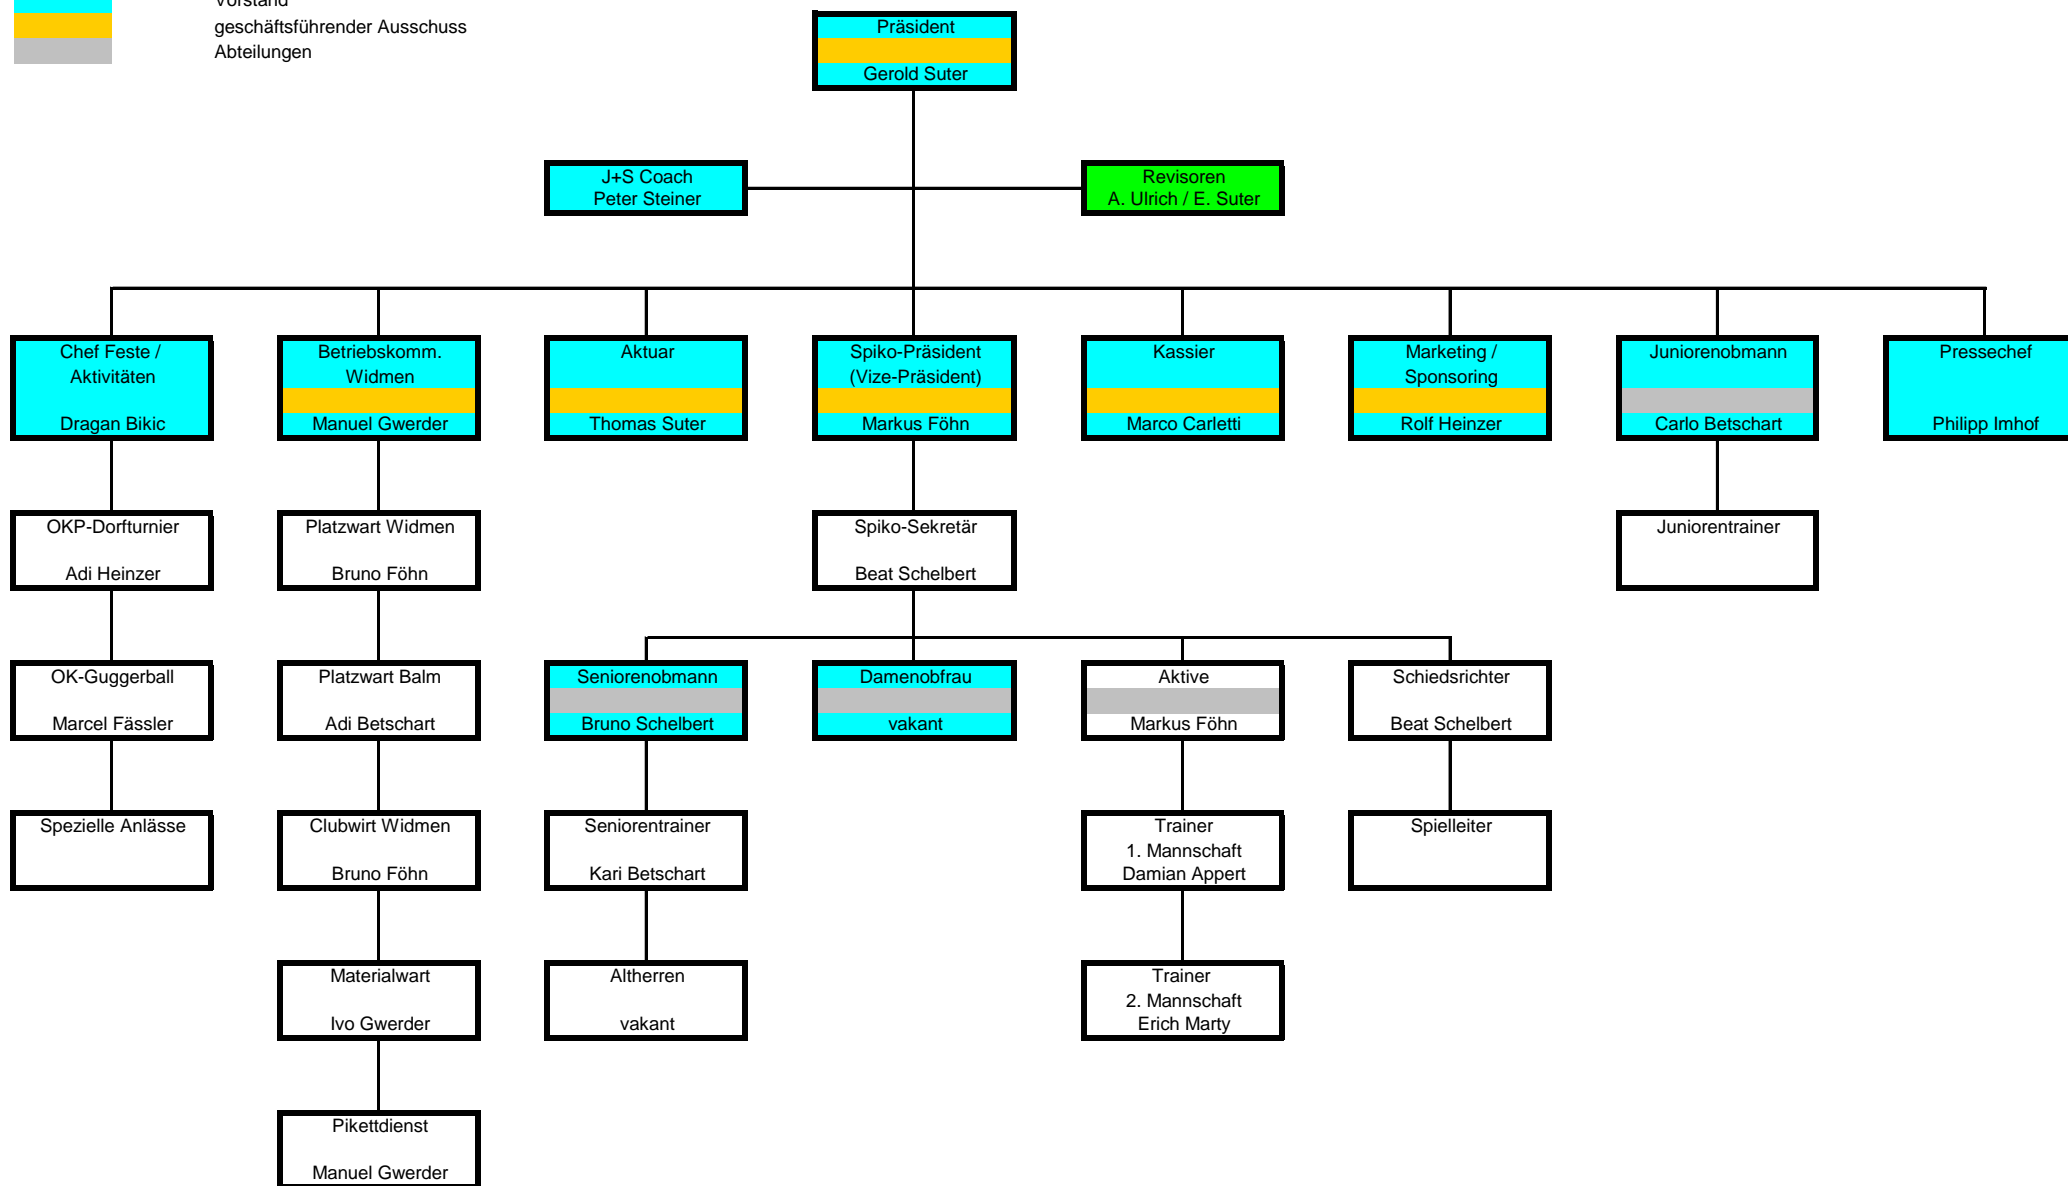 Vorstand
geschäftsführender Ausschuss
Abteilungen
Präsident
Gerold Suter
J+S Coach
Peter Steiner
Revisoren
A. Ulrich / E. Suter
Chef Feste /
Aktivitäten
Dragan Bikic
Betriebskomm.
Widmen
Manuel Gwerder
Aktuar
Thomas Suter
Spiko-Präsident
(Vize-Präsident)
Markus Föhn
Kassier
Marco Carletti
Marketing /
Sponsoring
Rolf Heinzer
Juniorenobmann
Carlo Betschart
Pressechef
Philipp Imhof
OKP-Dorfturnier
Adi Heinzer
Platzwart Widmen
Bruno Föhn
Spiko-Sekretär
Beat Schelbert
Juniorentrainer
OK-Guggerball
Marcel Fässler
Platzwart Balm
Adi Betschart
Seniorenobmann
Bruno Schelbert
Damenobfrau
vakant
Aktive
Markus Föhn
Schiedsrichter
Beat Schelbert
Spezielle Anlässe
Clubwirt Widmen
Bruno Föhn
Seniorentrainer
Kari Betschart
Trainer
1. Mannschaft
Damian Appert
Spielleiter
Materialwart
Ivo Gwerder
Altherren
vakant
Trainer
2. Mannschaft
Erich Marty
Pikettdienst
Manuel Gwerder